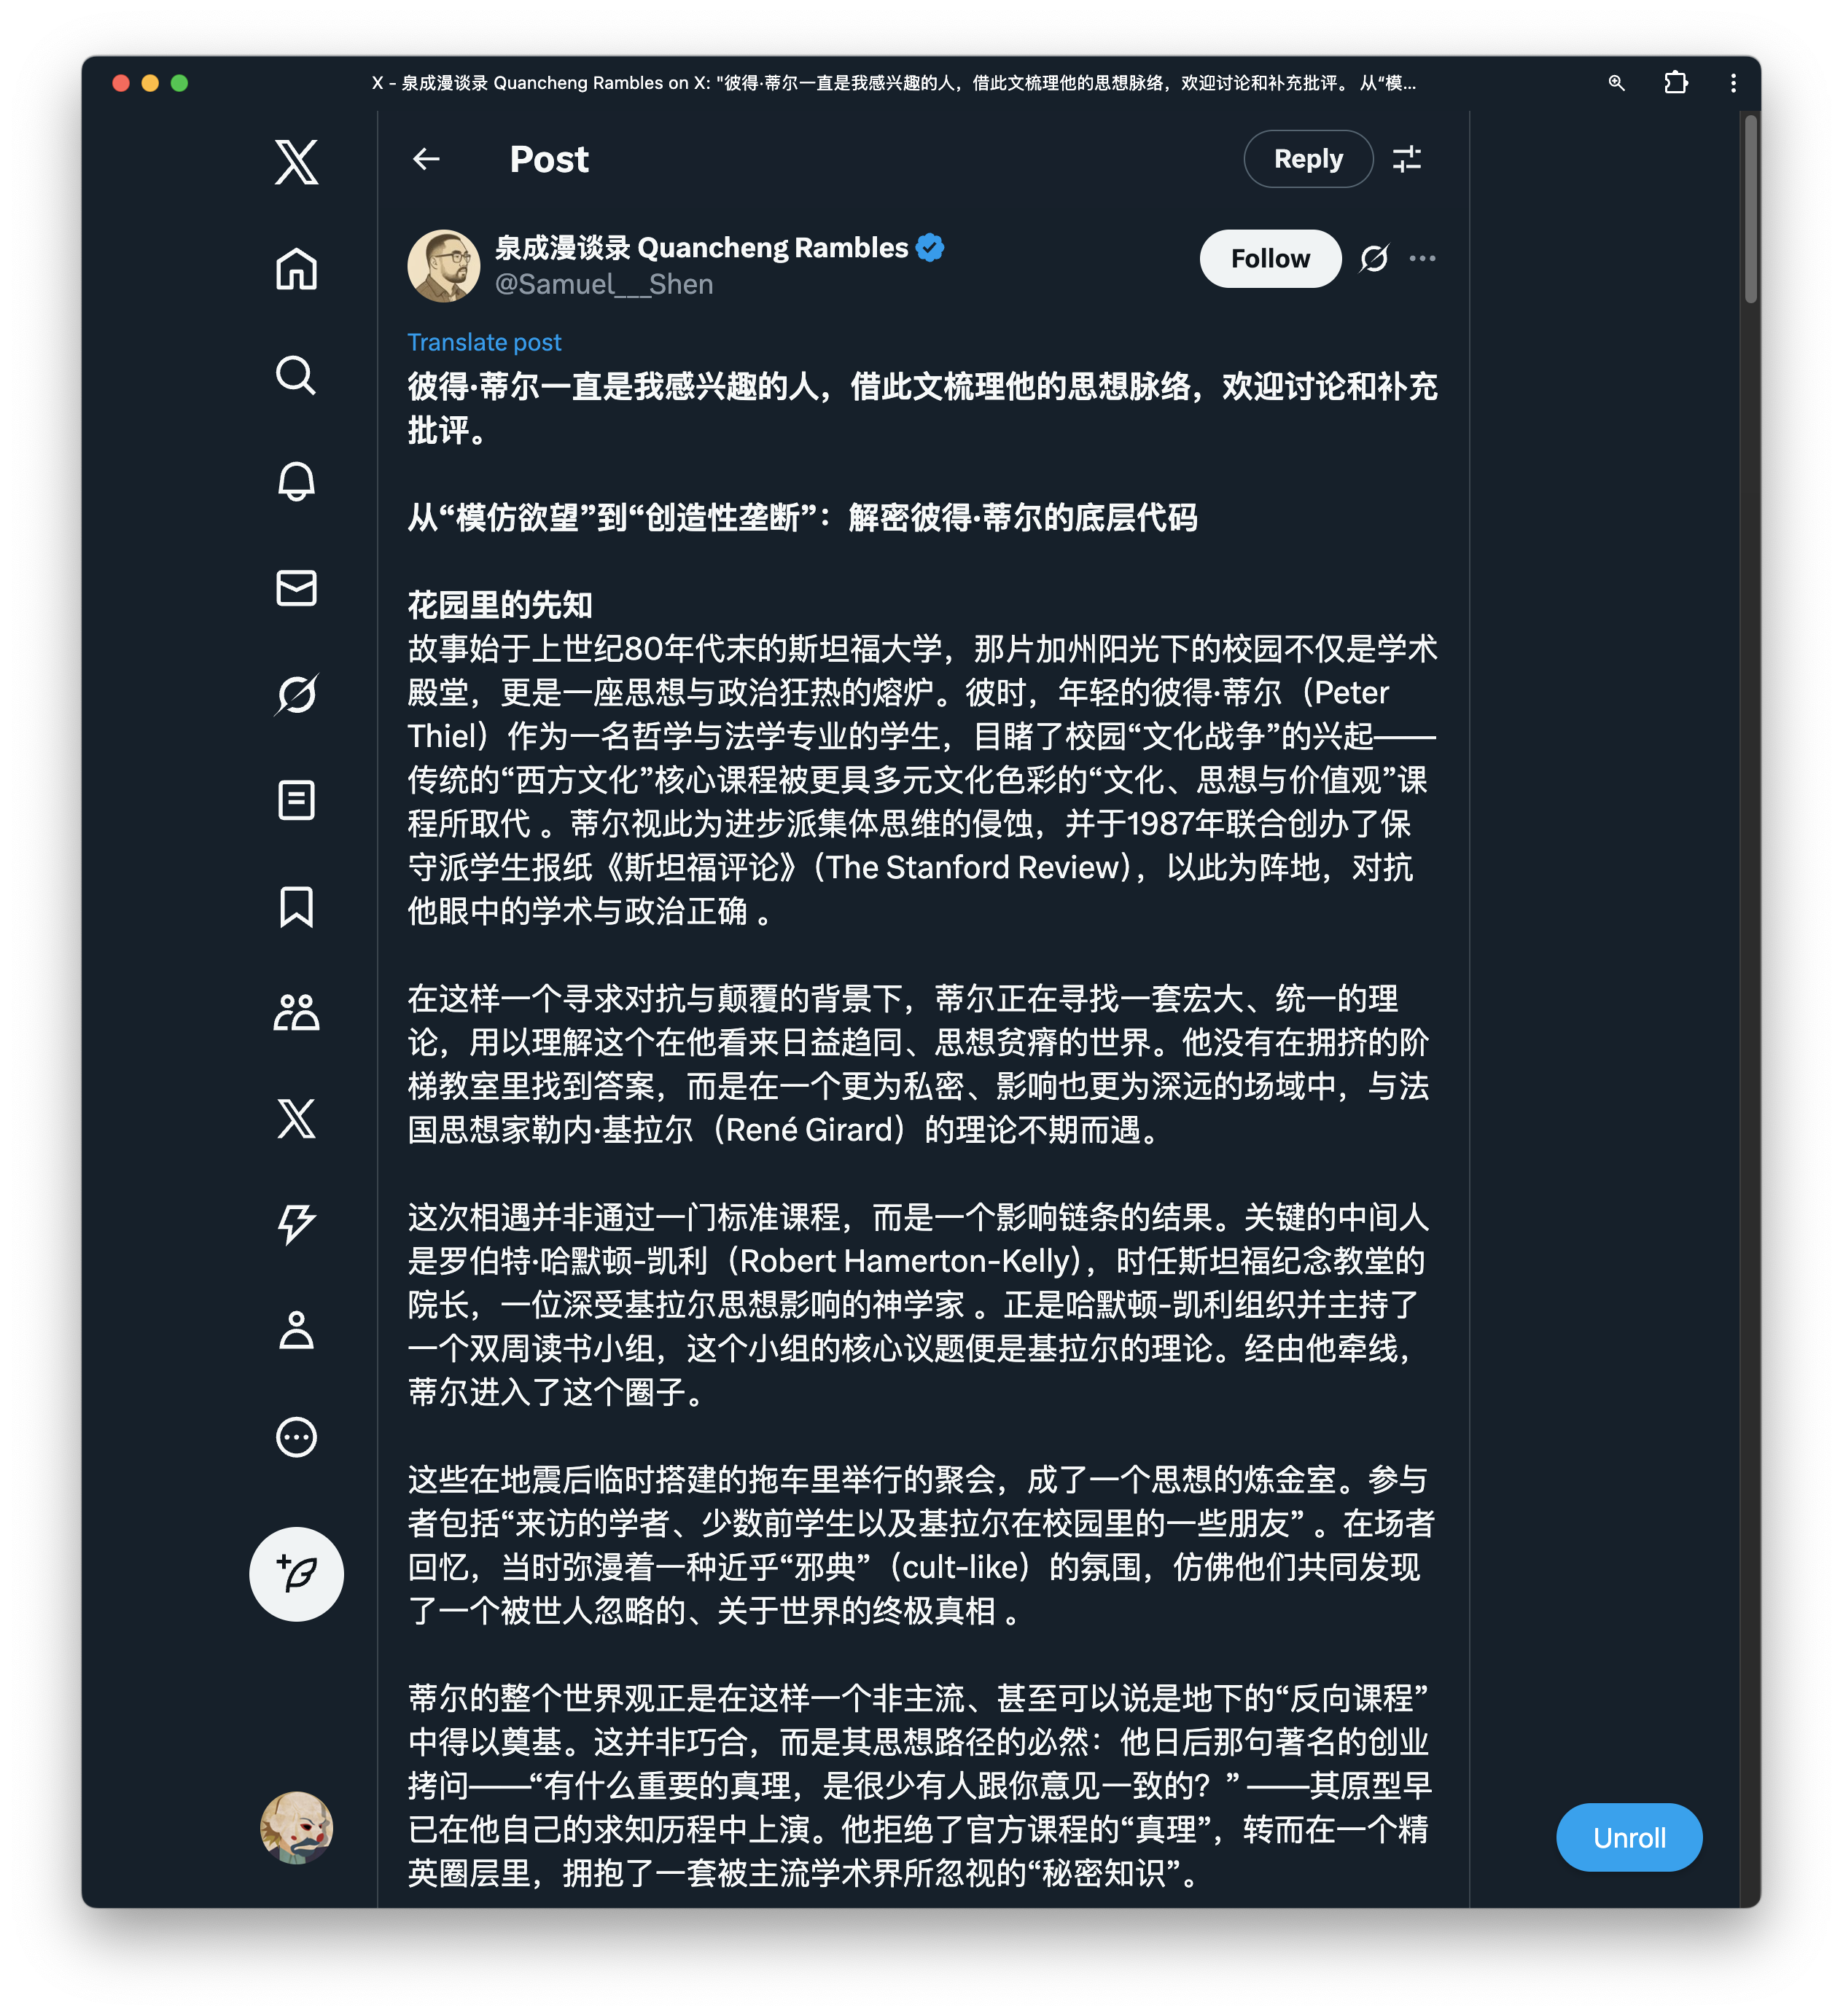 X - 泉成漫谈录 Quancheng Rambles on X: "彼得·蒂尔一直是我感兴趣的人，借此文梳理他的思想脉络，欢迎讨论和补充批评。 从“模...
Post
Reply
泉成漫谈录 Quancheng Rambles
@Samuel___Shen
Follow
Translate post
彼得·蒂尔一直是我感兴趣的人，借此文梳理他的思想脉络，欢迎讨论和补充
批评。
从“模仿欲望”到“创造性垄断”：解密彼得·蒂尔的底层代码
花园里的先知
故事始于上世纪80年代末的斯坦福大学，那片加州阳光下的校园不仅是学术
殿堂，更是一座思想与政治狂热的熔炉。彼时，年轻的彼得·蒂尔（Peter
Thiel）作为一名哲学与法学专业的学生，目睹了校园“文化战争”的兴起——
传统的“西方文化”核心课程被更具多元文化色彩的“文化、思想与价值观”课
程所取代 。蒂尔视此为进步派集体思维的侵蚀，并于1987年联合创办了保
守派学生报纸《斯坦福评论》（The Stanford Review），以此为阵地，对抗
他眼中的学术与政治正确 。
在这样一个寻求对抗与颠覆的背景下，蒂尔正在寻找一套宏大、统一的理
论，用以理解这个在他看来日益趋同、思想贫瘠的世界。他没有在拥挤的阶
梯教室里找到答案，而是在一个更为私密、影响也更为深远的场域中，与法
国思想家勒内·基拉尔（René Girard）的理论不期而遇。
这次相遇并非通过一门标准课程，而是一个影响链条的结果。关键的中间人
是罗伯特·哈默顿-凯利（Robert Hamerton-Kelly），时任斯坦福纪念教堂的
院长，一位深受基拉尔思想影响的神学家 。正是哈默顿-凯利组织并主持了
一个双周读书小组，这个小组的核心议题便是基拉尔的理论。经由他牵线，
蒂尔进入了这个圈子。
这些在地震后临时搭建的拖车里举行的聚会，成了一个思想的炼金室。参与
者包括“来访的学者、少数前学生以及基拉尔在校园里的一些朋友” 。在场者
回忆，当时弥漫着一种近乎“邪典”（cult-like）的氛围，仿佛他们共同发现
了一个被世人忽略的、关于世界的终极真相 。
蒂尔的整个世界观正是在这样一个非主流、甚至可以说是地下的“反向课程”
中得以奠基。这并非巧合，而是其思想路径的必然：他日后那句著名的创业
拷问——“有什么重要的真理，是很少有人跟你意见一致的？” ——其原型早
已在他自己的求知历程中上演。他拒绝了官方课程的“真理”，转而在一个精
英圈层里，拥抱了一套被主流学术界所忽视的“秘密知识”。
Unroll